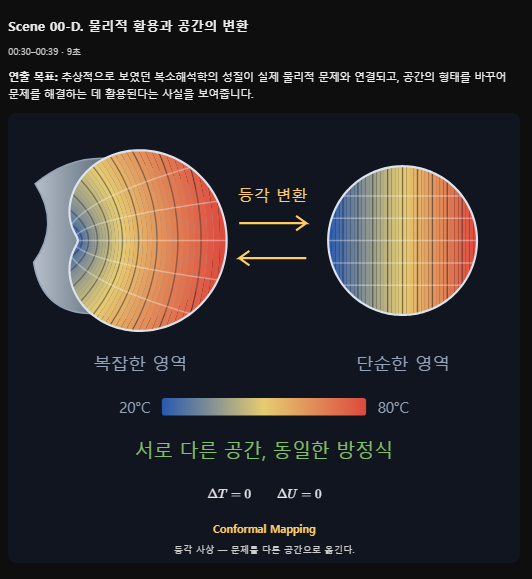 Scene 00-D. 물리적 활용과 공간의 변환
00:30–00:39 · 9초
연출 목표: 추상적으로 보였던 복소해석학의 성질이 실제 물리적 문제와 연결되고, 공간의 형태를 바꾸어
문제를 해결하는 데 활용된다는 사실을 보여줍니다.
등각 변환
복잡한 영역
단순한 영역
20°C
80°C
서로 다른 공간, 동일한 방정식
ΔT = 0 ΔU = 0
Conformal Mapping
등각 사상 — 문제를 다른 공간으로 옮긴다.